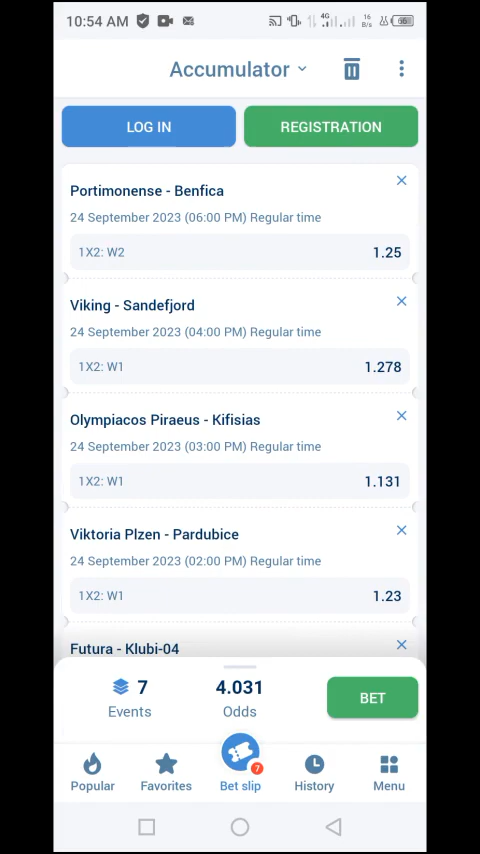 10:54 AM
4G
16 B/s
Accumulator
LOG IN
REGISTRATION
Portimonense - Benfica
24 September 2023 (06:00 PM) Regular time
1X2: W2 1.25
Viking - Sandefjord
24 September 2023 (04:00 PM) Regular time
1X2: W1 1.278
Olympiacos Piraeus - Kifisias
24 September 2023 (03:00 PM) Regular time
1X2: W1 1.131
Viktoria Plzen - Pardubice
24 September 2023 (02:00 PM) Regular time
1X2: W1 1.23
Futura - Klubi-04
7 4.031
Events Odds
BET
7
Popular Favorites Bet slip History Menu